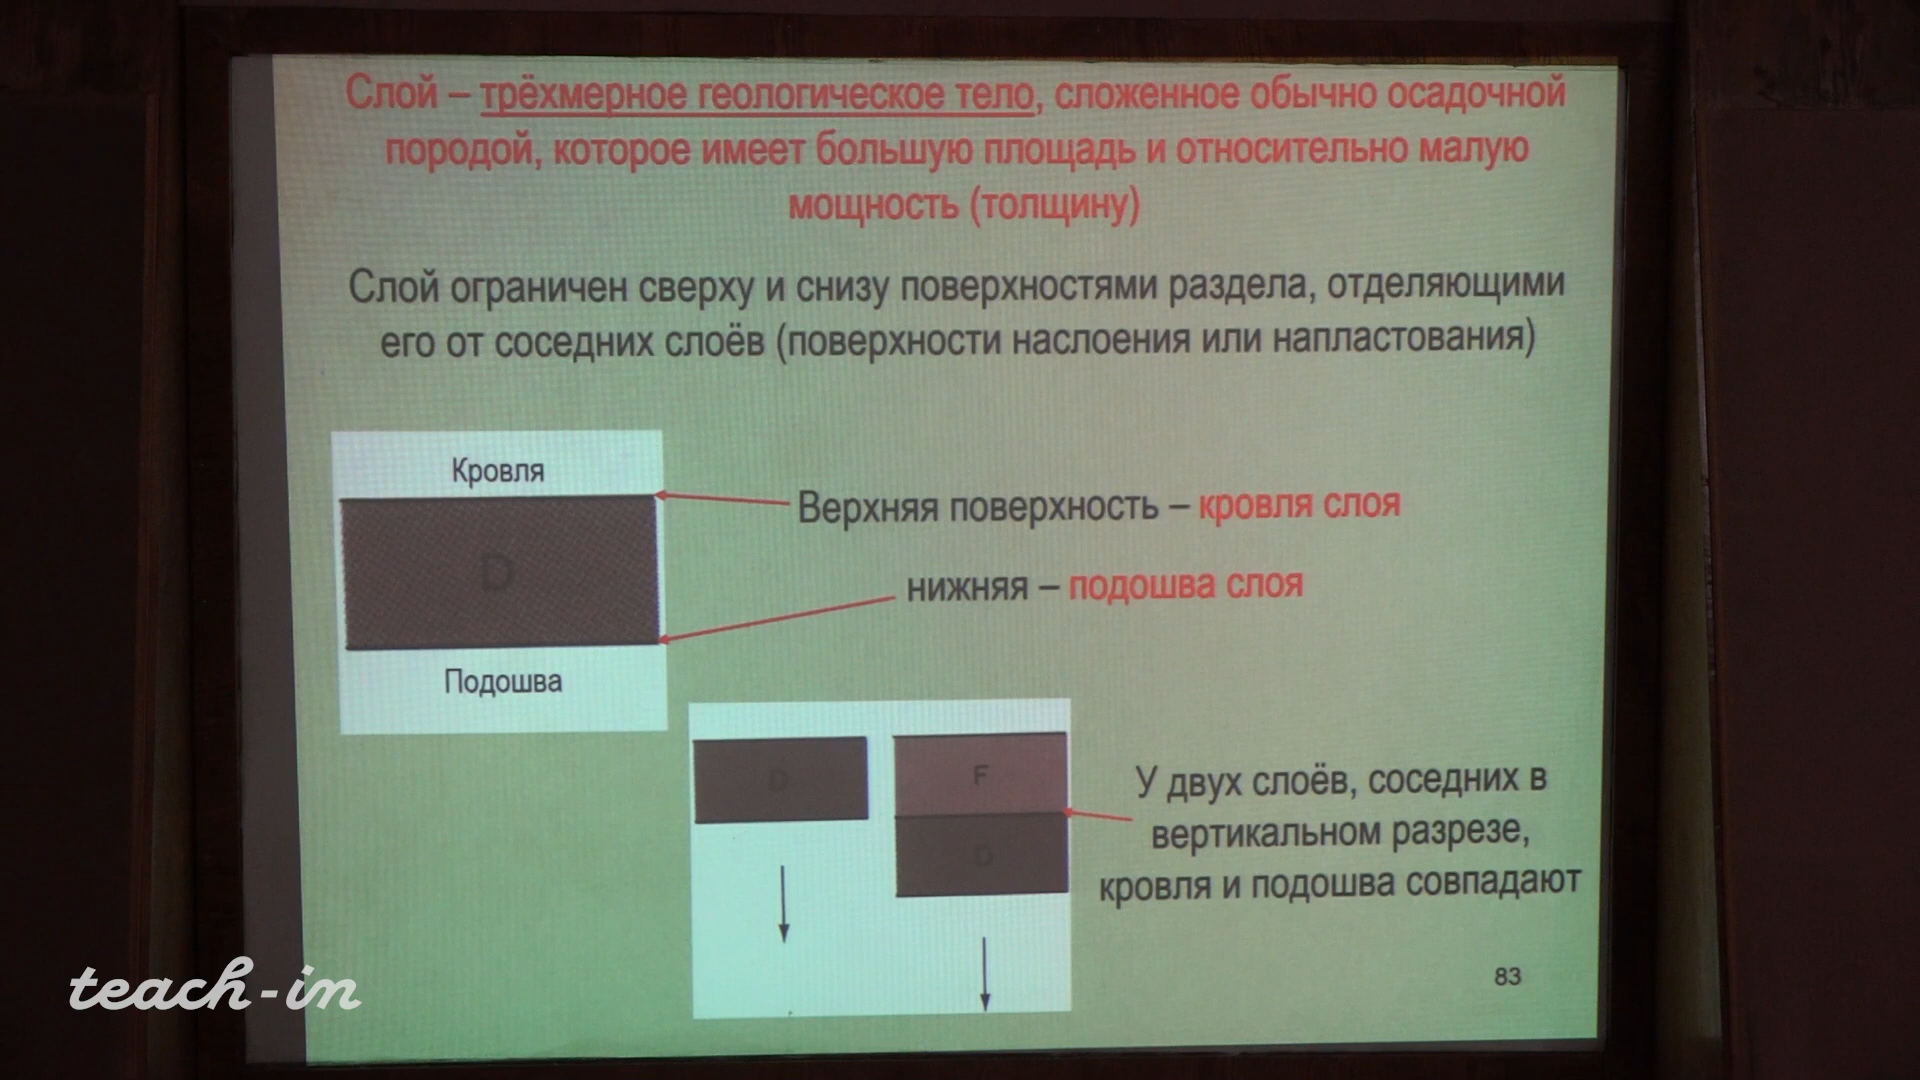 Слой – трёхмерное геологическое тело, сложенное обычно осадочной
породой, которое имеет большую площадь и относительно малую
мощность (толщину)
Слой ограничен сверху и снизу поверхностями раздела, отделяющими
его от соседних слоёв (поверхности наслоения или напластования)
Кровля
D
Подошва
Верхняя поверхность – кровля слоя
нижняя – подошва слоя
D
F
D
У двух слоёв, соседних в
вертикальном разрезе,
кровля и подошва совпадают
83
teach-in